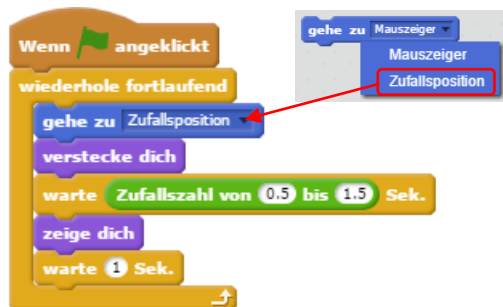 Wenn angeklickt
wiederhole fortlaufend
gehe zu Zufallsposition
verstecke dich
warte Zufallszahl von 0.5 bis 1.5 Sek.
zeige dich
warte 1 Sek.
gehe zu Mauszeiger
Mauszeiger
Zufallsposition